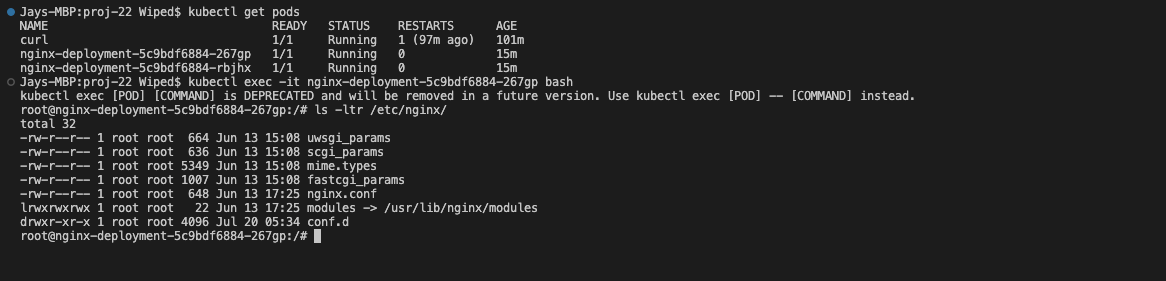 Jays-MBP:proj-22 Wiped$ kubectl get pods
NAME                                READY   STATUS    RESTARTS      AGE
curl                                1/1     Running   1 (97m ago)   101m
nginx-deployment-5c9bdf6884-267gp   1/1     Running   0             15m
nginx-deployment-5c9bdf6884-rbjhx   1/1     Running   0             15m
Jays-MBP:proj-22 Wiped$ kubectl exec -it nginx-deployment-5c9bdf6884-267gp bash
kubectl exec [POD] [COMMAND] is DEPRECATED and will be removed in a future version. Use kubectl exec [POD] -- [COMMAND] instead.
root@nginx-deployment-5c9bdf6884-267gp:/# ls -ltr /etc/nginx/
total 32
-rw-r--r-- 1 root root  664 Jun 13 15:08 uwsgi_params
-rw-r--r-- 1 root root  636 Jun 13 15:08 scgi_params
-rw-r--r-- 1 root root 5349 Jun 13 15:08 mime.types
-rw-r--r-- 1 root root 1007 Jun 13 15:08 fastcgi_params
-rw-r--r-- 1 root root  648 Jun 13 17:25 nginx.conf
lrwxrwxrwx 1 root root   22 Jun 13 17:25 modules -> /usr/lib/nginx/modules
drwxr-xr-x 1 root root 4096 Jul 20 05:34 conf.d
root@nginx-deployment-5c9bdf6884-267gp:/#